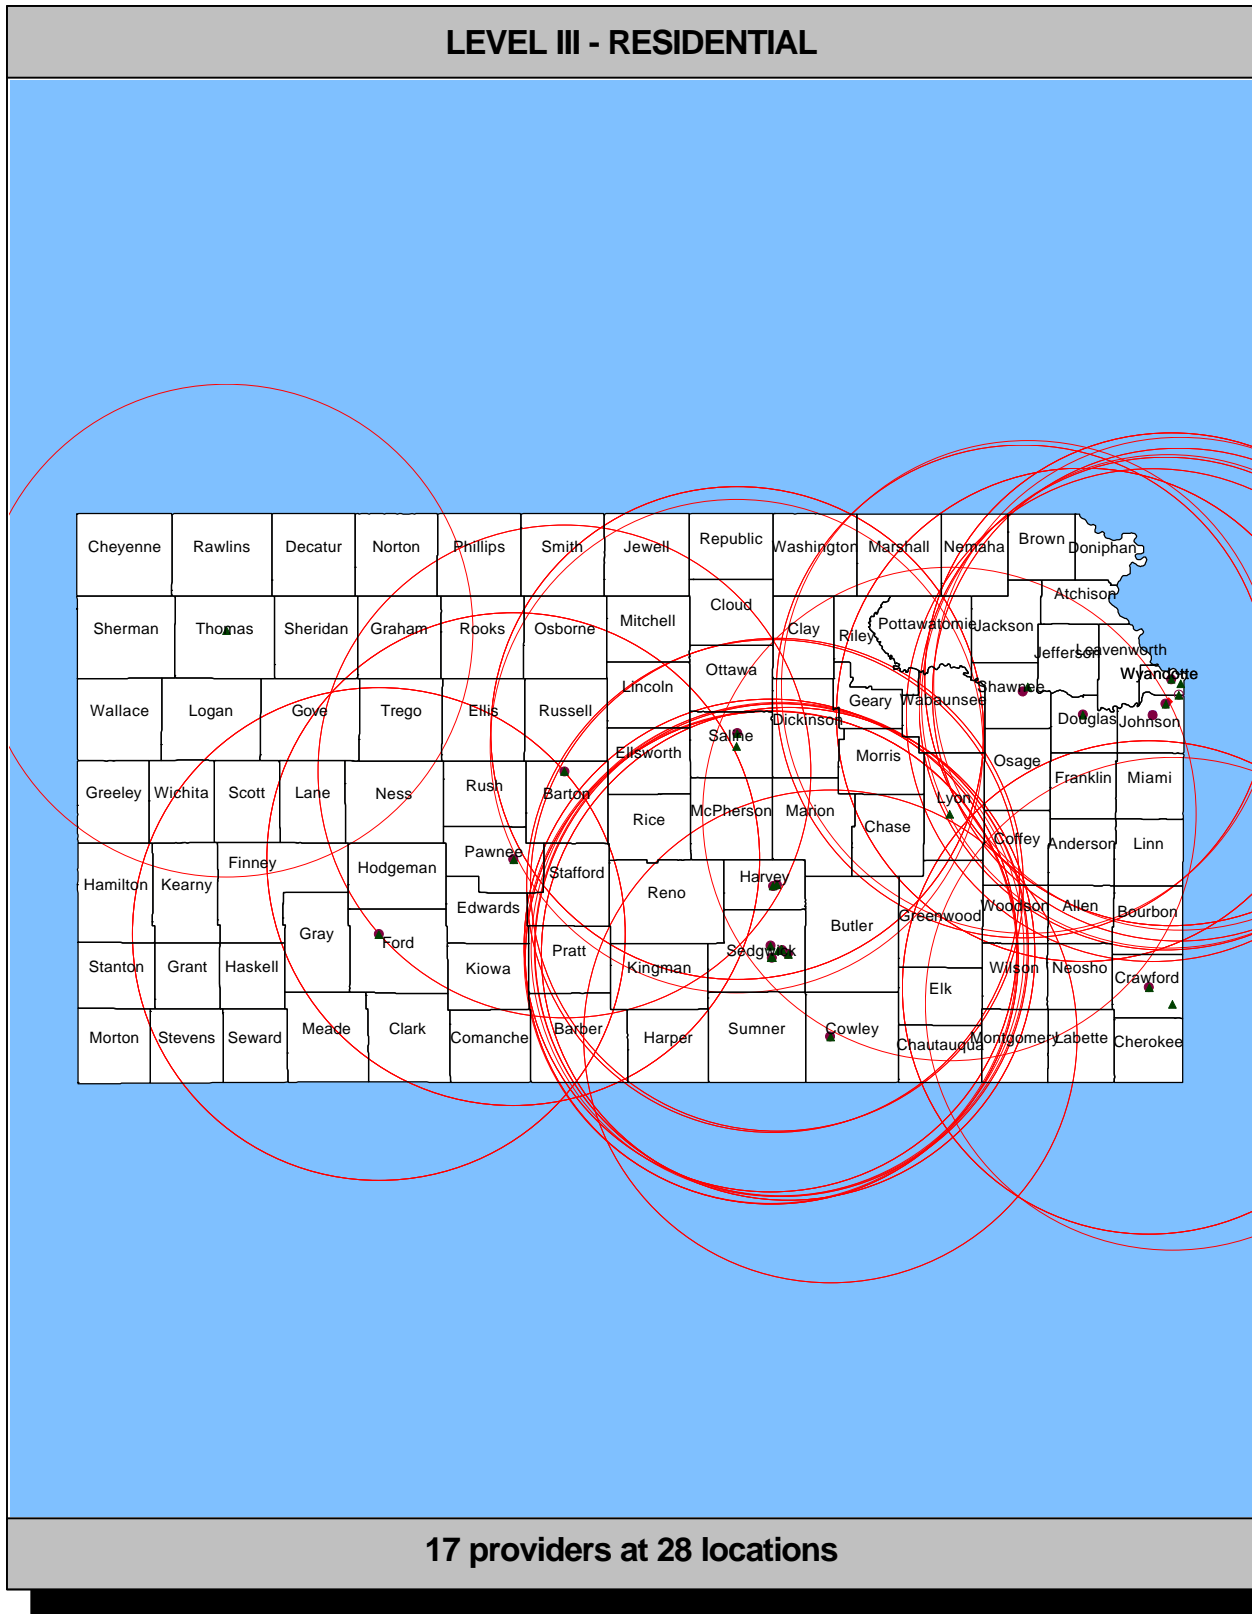 LEVEL III - RESIDENTIAL
Cheyenne Rawlins Decatur Norton Phillips Smith Jewell Republic Washington Marshall Nemaha Brown Doniphan
Atchison
Sherman Thomas Sheridan Graham Rooks Osborne Mitchell Cloud Clay Riley Pottawatomie Jackson
Jefferson Leavenworth
Ottawa
Wyandotte
Lincoln Shawnee
Wallace Logan Gove Trego Ellis Russell Dickinson Geary Wabaunsee Douglas Johnson
Saline
Ellsworth Morris Osage
Greeley Wichita Scott Lane Ness Rush Barton Franklin Miami
Lyon
Rice McPherson Marion Chase
Coffey Anderson Linn
Finney Hodgeman Pawnee Stafford Harvey
Hamilton Kearny Reno
Edwards Butler Greenwood Woodson Allen Bourbon
Gray Ford
Stanton Grant Haskell Kiowa Pratt Kingman Sedgwick Wilson Neosho Crawford
Elk
Morton Stevens Seward Meade Clark Comanche Barber Harper Sumner Cowley Chautauqua Montgomery Labette Cherokee
17 providers at 28 locations